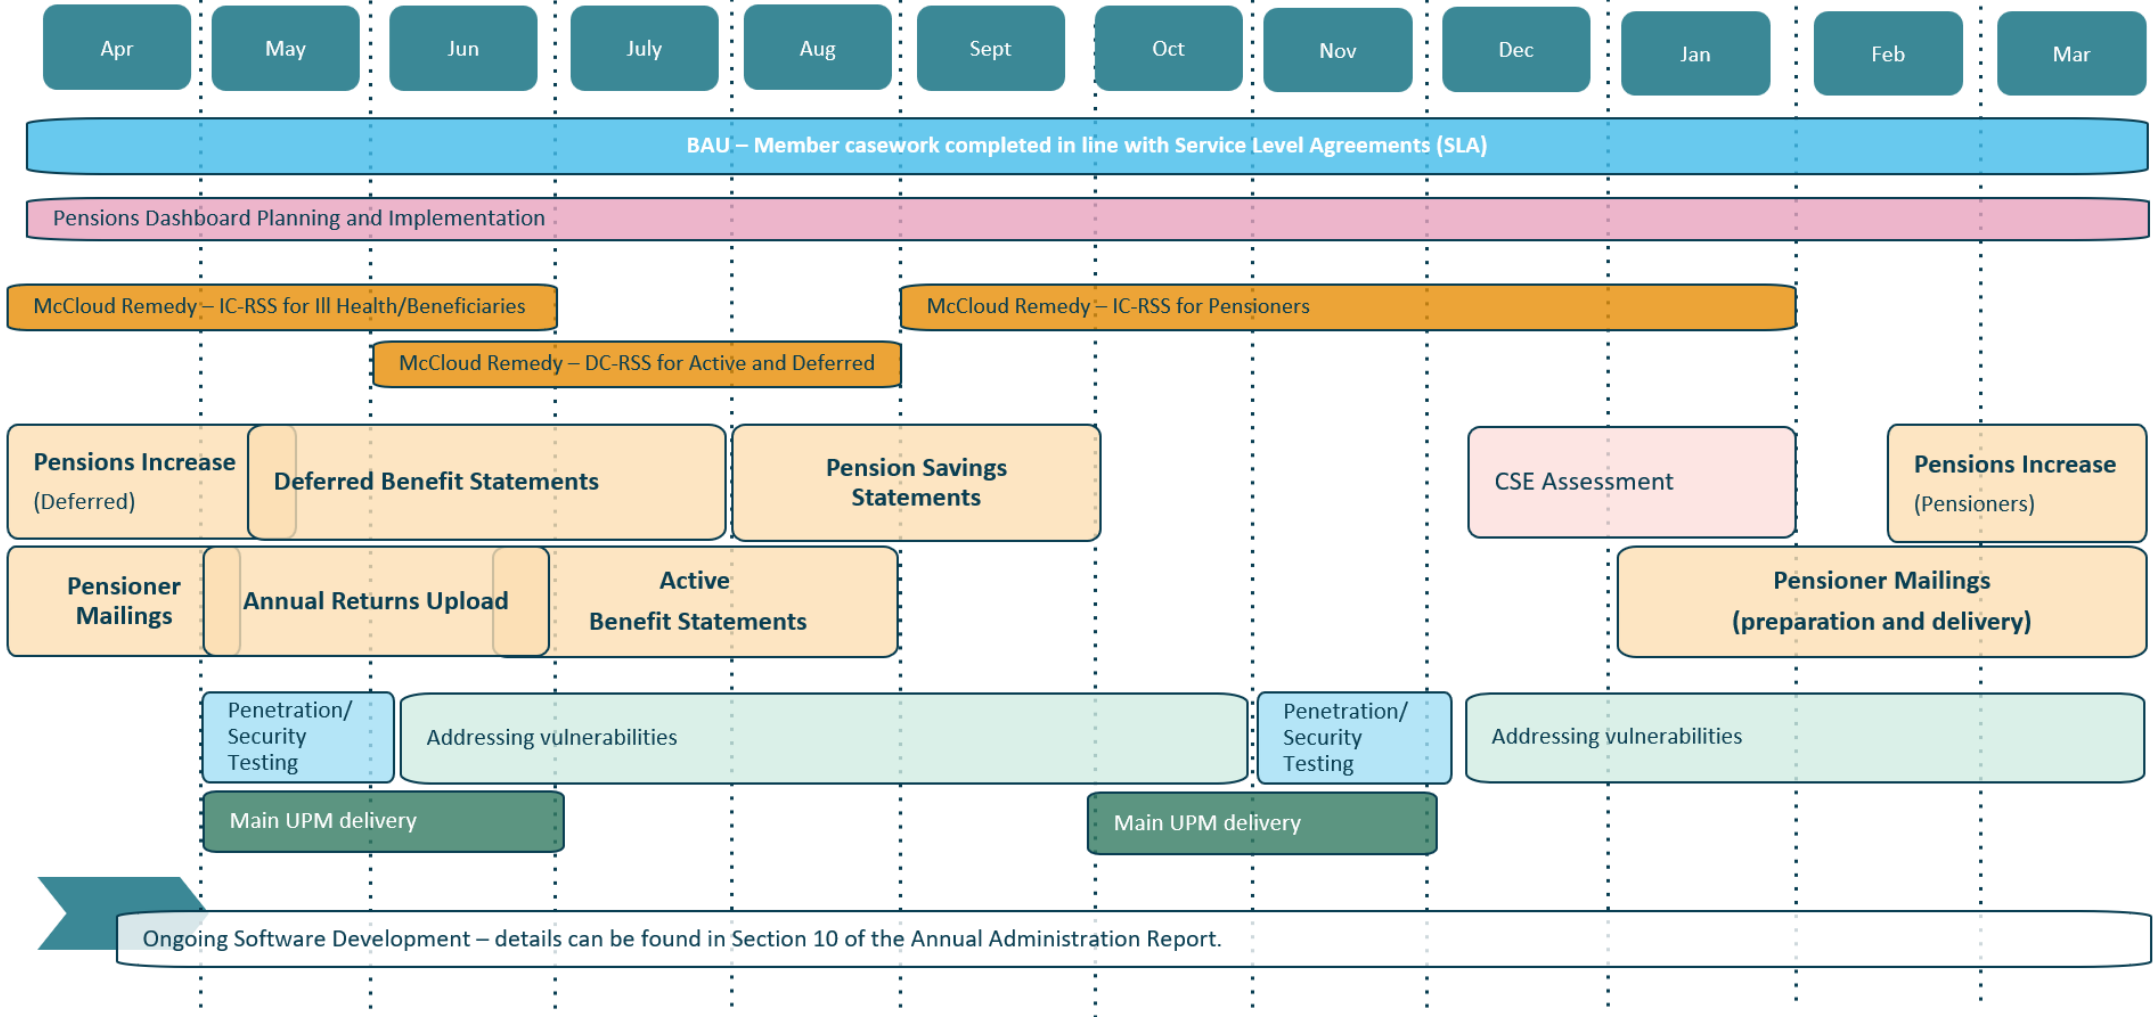 Apr
May
Jun
July
Aug
Sept
Oct
Nov
Dec
Jan
Feb
Mar
BAU – Member casework completed in line with Service Level Agreements (SLA)
Pensions Dashboard Planning and Implementation
McCloud Remedy – IC-RSS for Ill Health/Beneficiaries
McCloud Remedy – IC-RSS for Pensioners
McCloud Remedy – DC-RSS for Active and Deferred
Pensions Increase
(Deferred)
Deferred Benefit Statements
Pension Savings
Statements
CSE Assessment
Pensions Increase
(Pensioners)
Pensioner
Mailings
Annual Returns Upload
Active
Benefit Statements
Pensioner Mailings
(preparation and delivery)
Penetration/
Security
Testing
Addressing vulnerabilities
Penetration/
Security
Testing
Addressing vulnerabilities
Main UPM delivery
Main UPM delivery
Ongoing Software Development – details can be found in Section 10 of the Annual Administration Report.